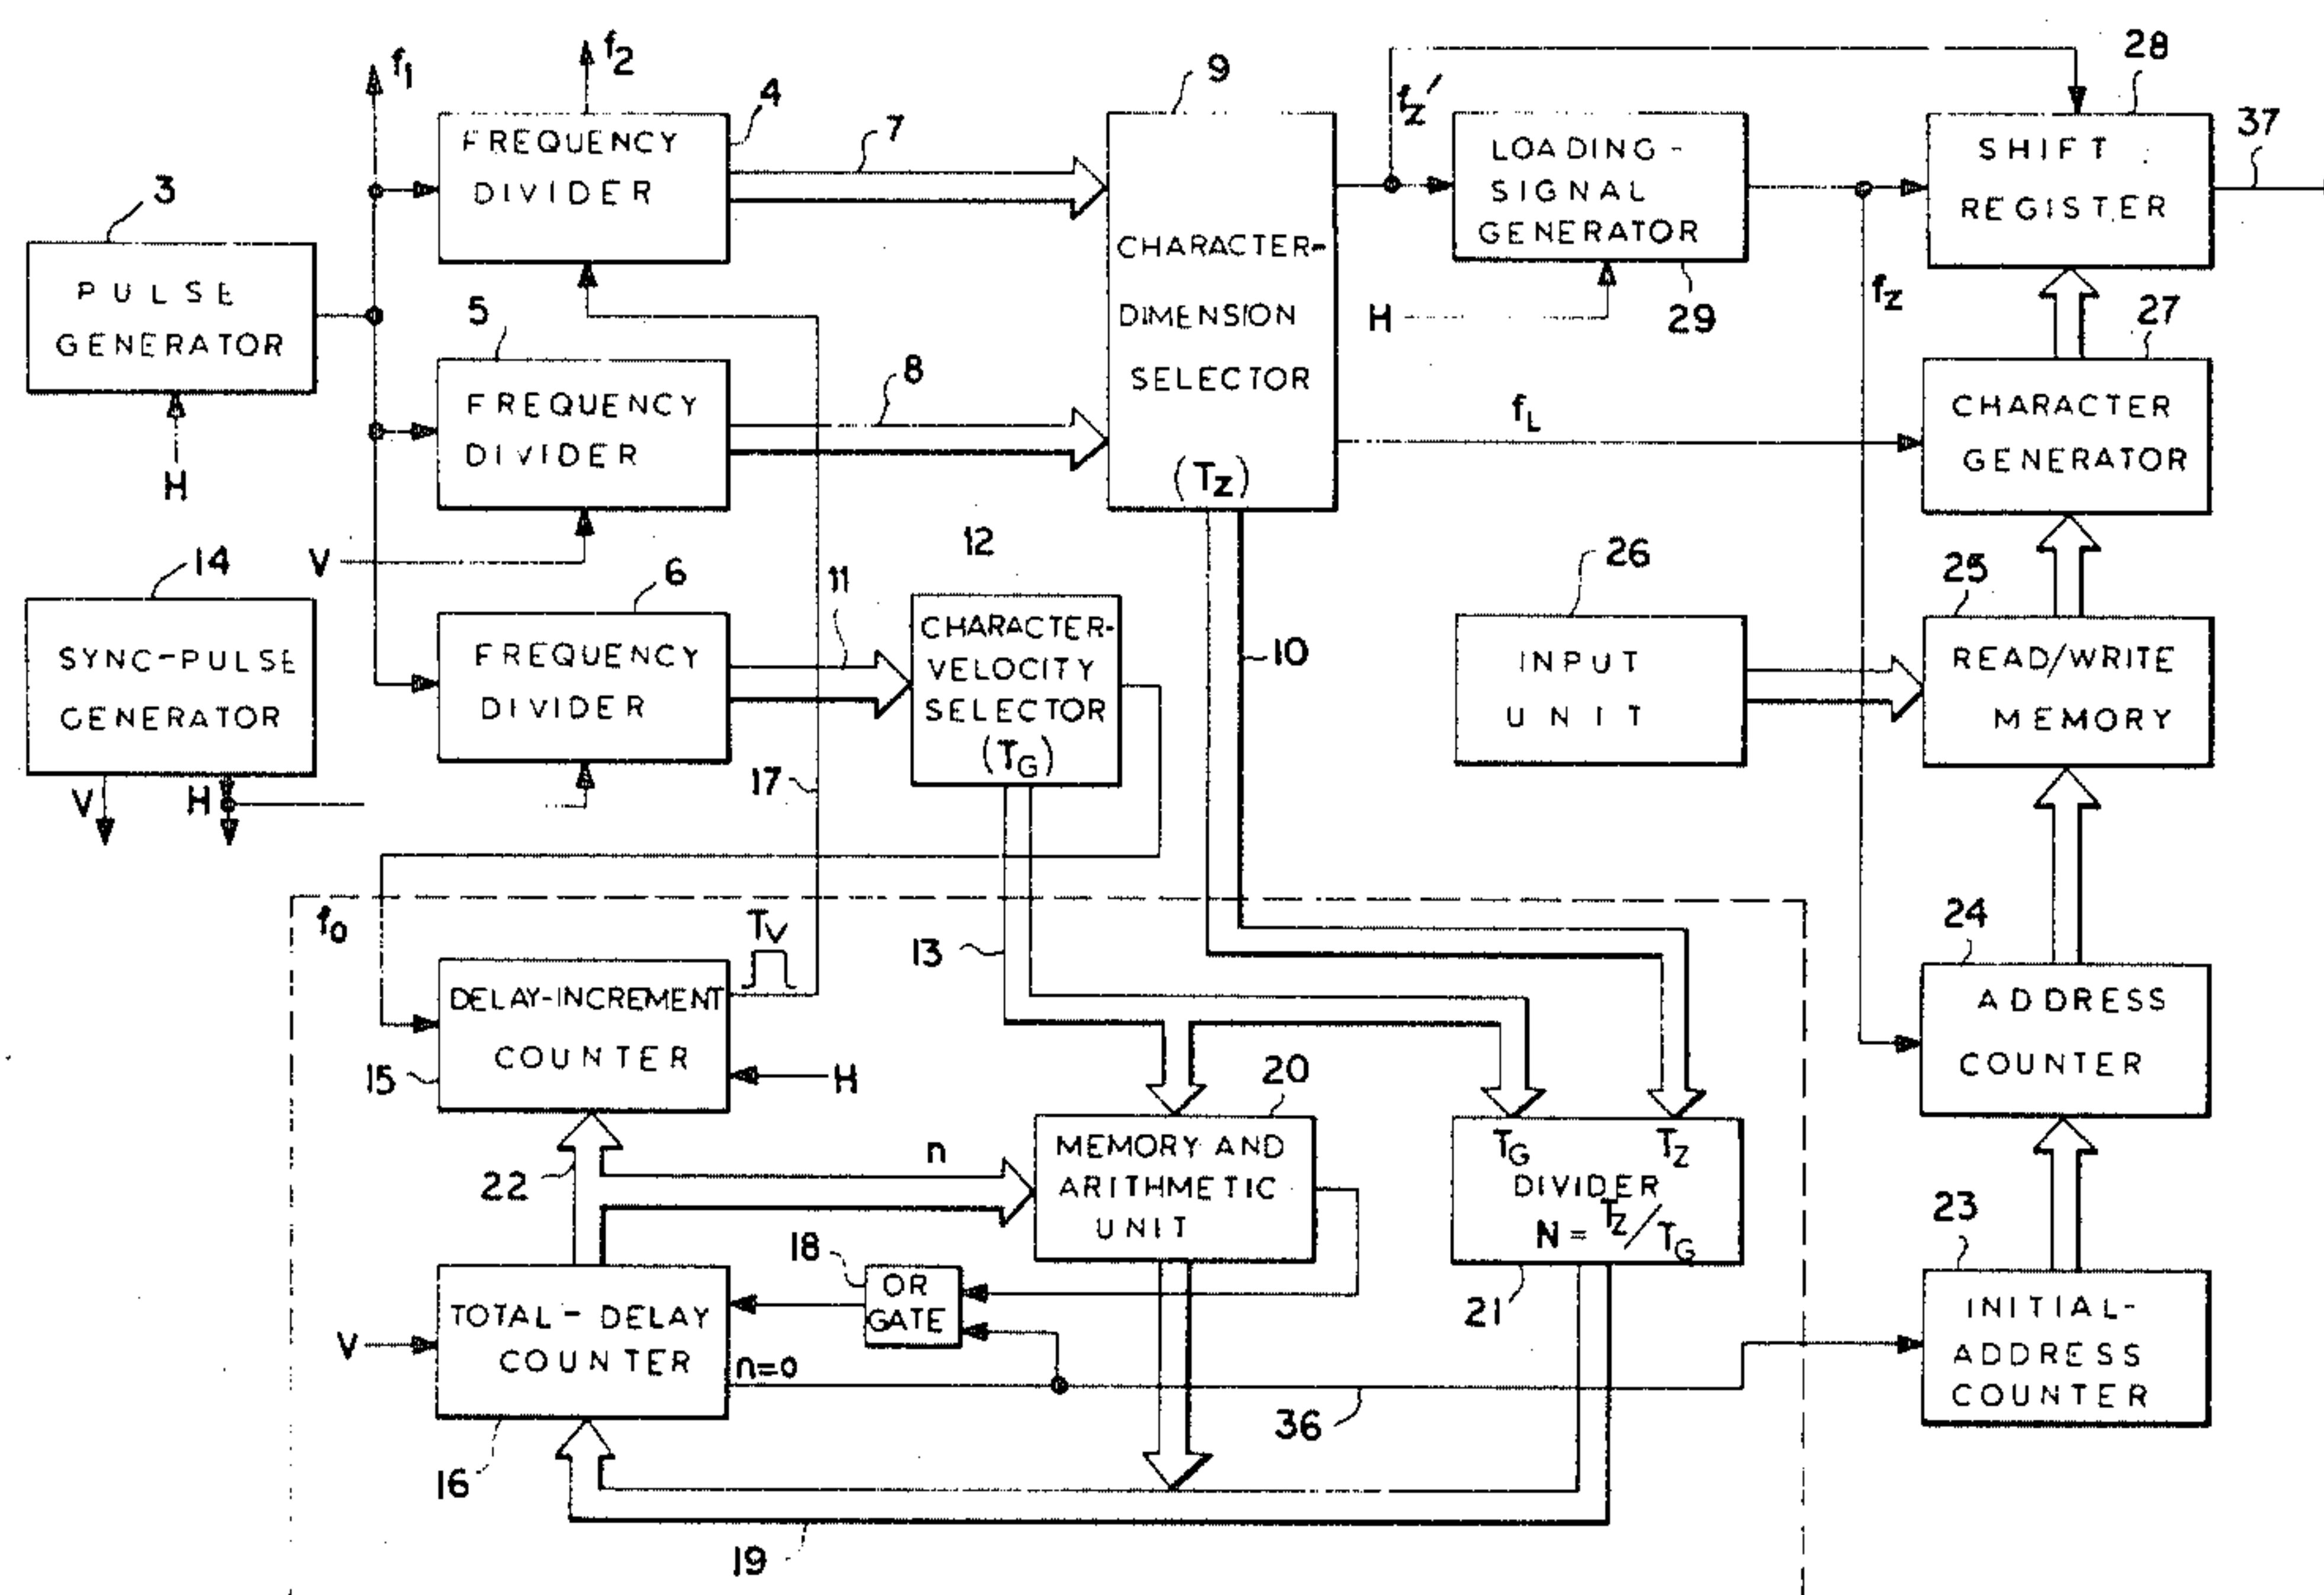 f1
f2
4
7
9
fz'
28
37
3
FREQUENCY
DIVIDER
LOADING-
SIGNAL
GENERATOR
SHIFT
REGISTER
PULSE
GENERATOR
H
5
CHARACTER-
DIMENSION
SELECTOR
(Tz)
H
29
fz
27
FREQUENCY
DIVIDER
8
fL
CHARACTER
GENERATOR
V
12
14
6
11
26
25
SYNC-PULSE
GENERATOR
FREQUENCY
DIVIDER
CHARACTER-
VELOCITY
SELECTOR
(TG)
10
INPUT
UNIT
READ/WRITE
MEMORY
V
H
17
f0
TV
13
24
DELAY-INCREMENT
COUNTER
15
H
20
ADDRESS
COUNTER
22
n
MEMORY AND
ARITHMETIC
UNIT
TG
TZ
DIVIDER
N = TZ/TG
23
18
OR
GATE
21
V
TOTAL-DELAY
COUNTER
n=0
INITIAL-
ADDRESS
COUNTER
36
16
19